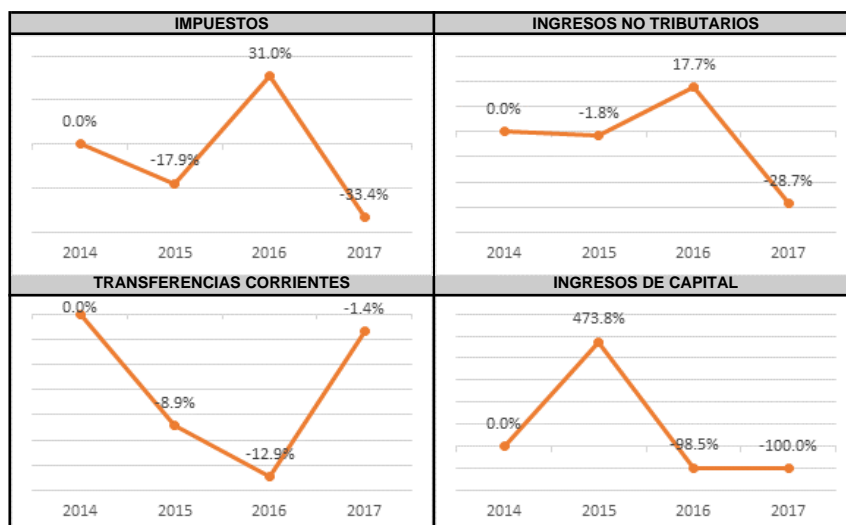 IMPUESTOS
31.0%
0.0%
-17.9%
-33.4%
2014 2015 2016 2017
INGRESOS NO TRIBUTARIOS
17.7%
0.0%
-1.8%
-28.7%
2014 2015 2016 2017
TRANSFERENCIAS CORRIENTES
0.0%
-1.4%
-8.9%
-12.9%
2014 2015 2016 2017
INGRESOS DE CAPITAL
473.8%
0.0%
-98.5%
-100.0%
2014 2015 2016 2017